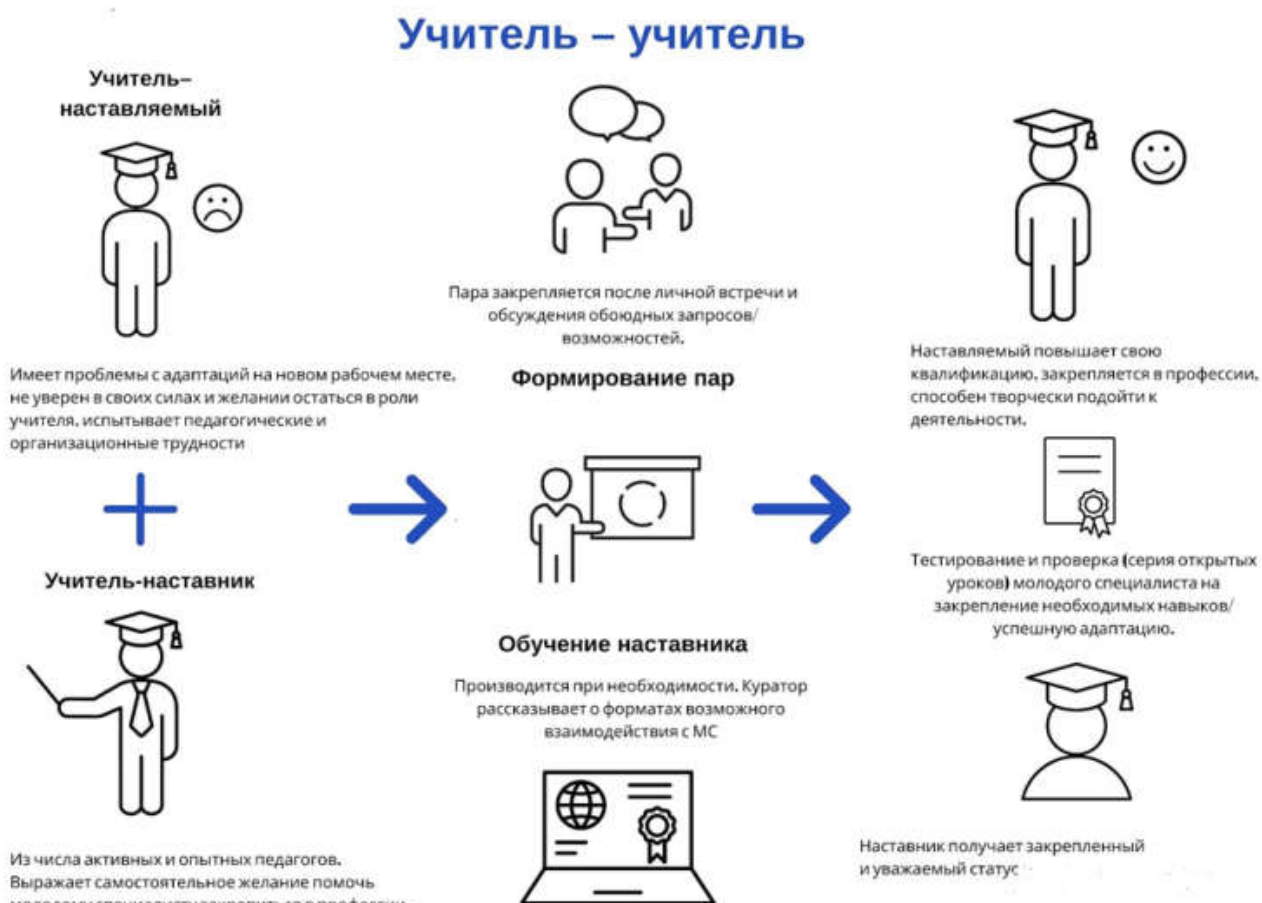 Учитель – учитель
Учитель–
наставляемый
Имеет проблемы с адаптаций на новом рабочем месте,
не уверен в своих силах и желании остаться в роли
учителя, испытывает педагогические и
организационные трудности
Учитель-наставник
Из числа активных и опытных педагогов.
Выражает самостоятельное желание помочь
молодому специалисту закрепиться в профессии
Пара закрепляется после личной встречи и
обсуждения обоюдных запросов/
возможностей.
Формирование пар
Обучение наставника
Производится при необходимости. Куратор
рассказывает о форматах возможного
взаимодействия с МС
Наставляемый повышает свою
квалификацию, закрепляется в профессии,
способен творчески подойти к
деятельности.
Тестирование и проверка (серия открытых
уроков) молодого специалиста на
закрепление необходимых навыков/
успешную адаптацию.
Наставник получает закрепленный
и уважаемый статус